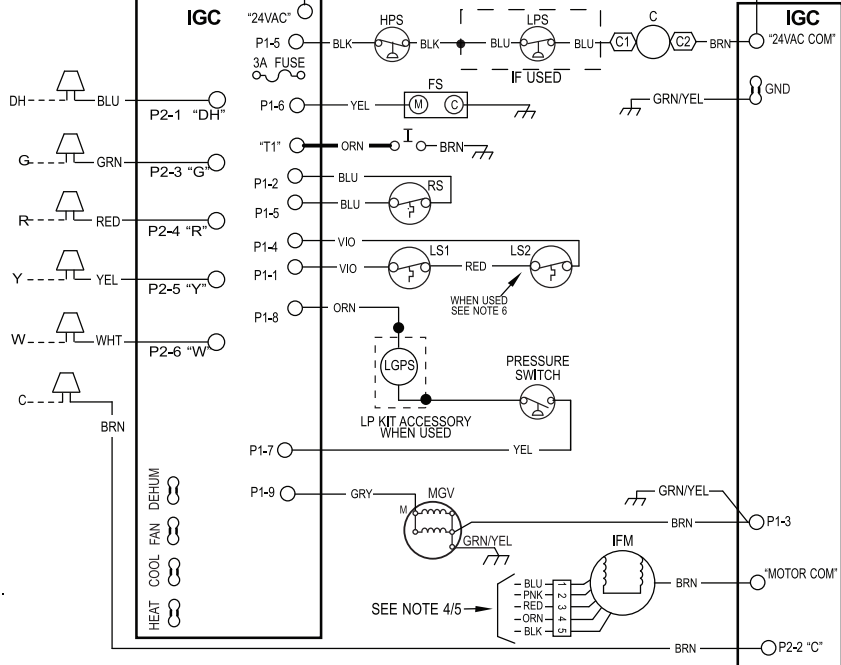 IGC
"24VAC"
HPS
LPS
C
IGC
P1-5
BLK
BLK
BLU
BLU
C1
C2
BRN
"24VAC COM"
3A FUSE
IF USED
FS
GND
DH
BLU
P2-1 "DH"
P1-6
YEL
M
C
GRN/YEL
"T1"
ORN
BRN
G
GRN
P2-3 "G"
P1-2
BLU
RS
P1-5
BLU
R
RED
P2-4 "R"
P1-4
VIO
LS1
LS2
P1-1
VIO
RED
Y
YEL
P2-5 "Y"
WHEN USED
SEE NOTE 6
P1-8
ORN
W
WHT
P2-6 "W"
LGPS
PRESSURE
SWITCH
C
BRN
LP KIT ACCESSORY
WHEN USED
P1-7
YEL
DEHUM
FAN
COOL
HEAT
P1-9
GRY
MGV
M
GRN/YEL
GRN/YEL
BRN
P1-3
IFM
SEE NOTE 4/5
BLU 1
PNK 2
RED 3
ORN 4
BLK 5
BRN
"MOTOR COM"
BRN
P2-2 "C"